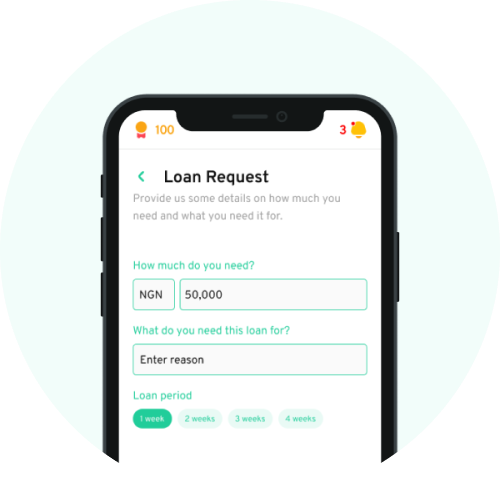 100
3
Loan Request
Provide us some details on how much you
need and what you need it for.
How much do you need?
NGN 50,000
What do you need this loan for?
Enter reason
Loan period
1 week 2 weeks 3 weeks 4 weeks